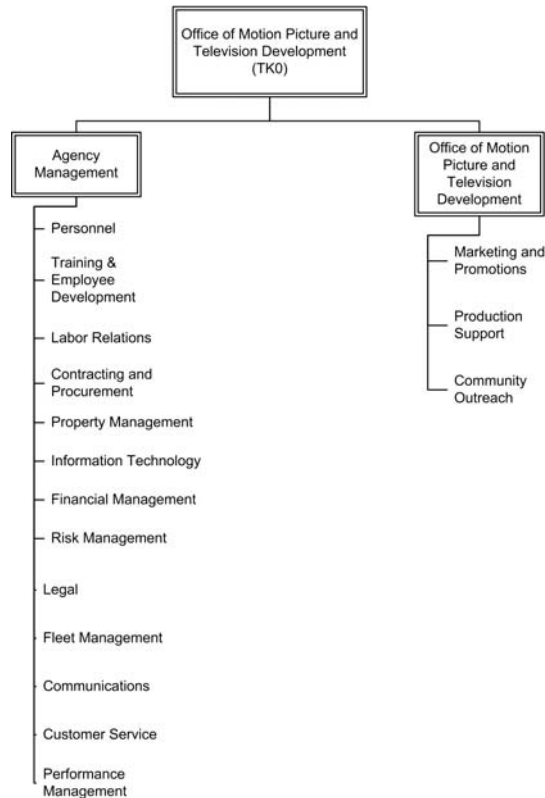 Office of Motion Picture and
Television Development
(TK0)
Agency
Management
Office of Motion
Picture and
Television
Development
Personnel
Training &
Employee
Development
Labor Relations
Contracting and
Procurement
Property Management
Information Technology
Financial Management
Risk Management
Legal
Fleet Management
Communications
Customer Service
Performance
Management
Marketing and
Promotions
Production
Support
Community
Outreach